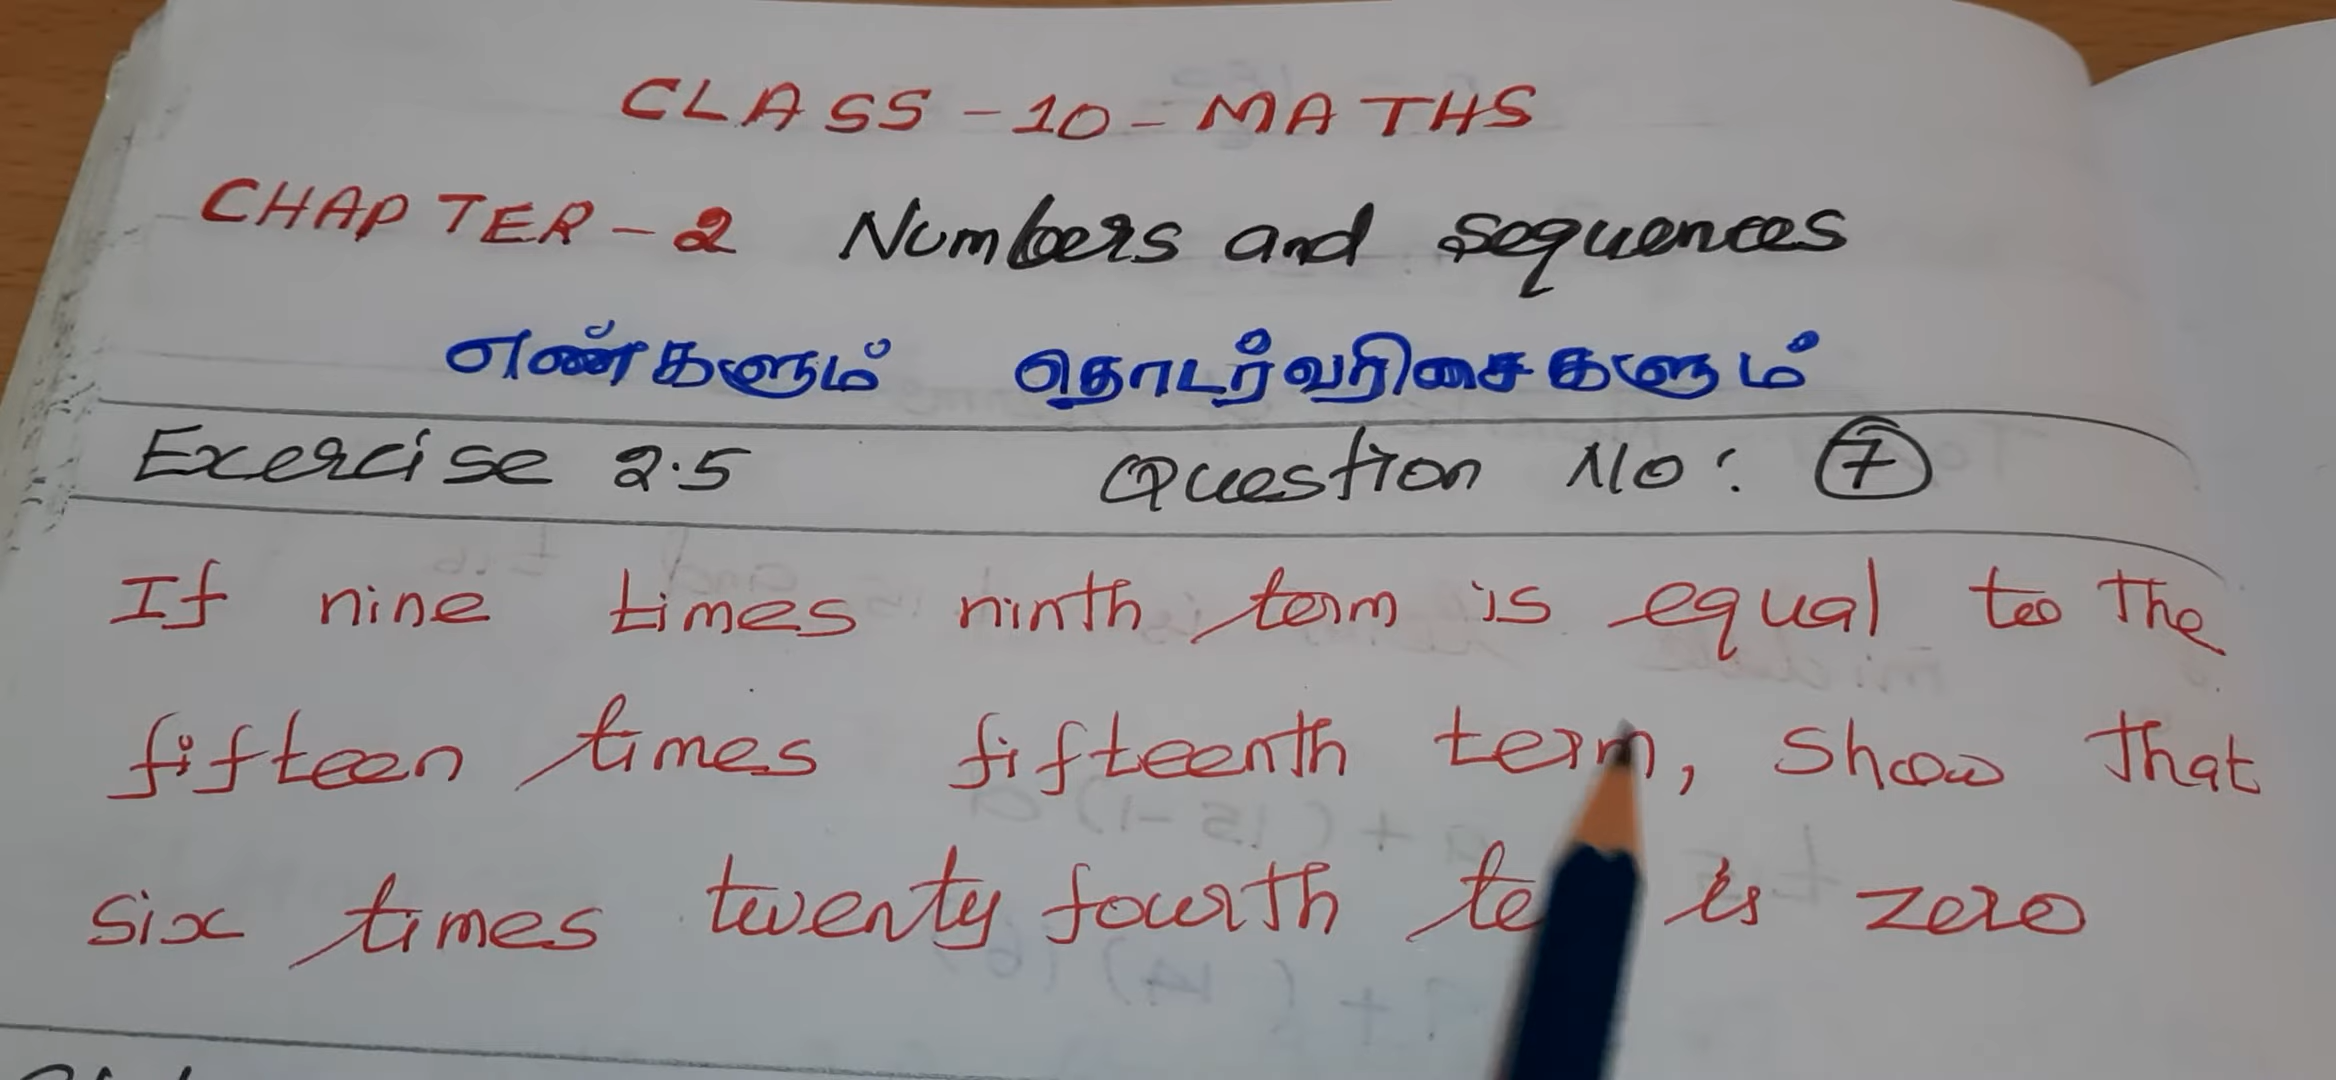 CLASS - 10 - MATHS
CHAPTER - 2 Numbers and sequences
எண்களும் தொடர்வரிசைகளும்
Exercise 2.5 Question No: 7
If nine times ninth term is equal to the
fifteen times fifteenth term, show that
six times twenty fourth is zero